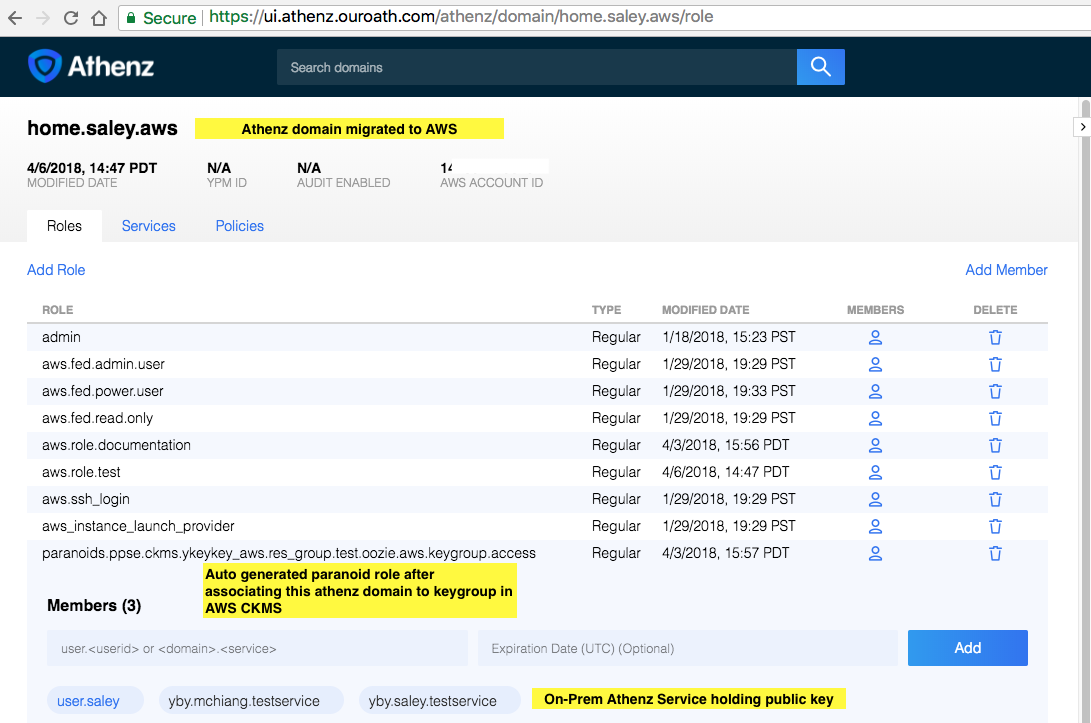 Secure https://ui.athenz.ouroath.com/athenz/domain/home.saley.aws/role
Athenz
Search domains
home.saley.aws Athenz domain migrated to AWS
4/6/2018, 14:47 PDT N/A N/A 14
MODIFIED DATE YPM ID AUDIT ENABLED AWS ACCOUNT ID
Roles Services Policies
Add Role Add Member
ROLE TYPE MODIFIED DATE MEMBERS DELETE
admin Regular 1/18/2018, 15:23 PST
aws.fed.admin.user Regular 1/29/2018, 19:29 PST
aws.fed.power.user Regular 1/29/2018, 19:33 PST
aws.fed.read.only Regular 1/29/2018, 19:29 PST
aws.role.documentation Regular 4/3/2018, 15:56 PDT
aws.role.test Regular 4/6/2018, 14:47 PDT
aws.ssh_login Regular 1/29/2018, 19:29 PST
aws_instance_launch_provider Regular 1/29/2018, 19:29 PST
paranoids.ppse.ckms.ykeykey_aws.res_group.test.oozie.aws.keygroup.access Regular 4/3/2018, 15:57 PDT
Auto generated paranoid role after
associating this athenz domain to keygroup in
AWS CKMS
Members (3)
user.<userid> or <domain>.<service> Expiration Date (UTC) (Optional) Add
user.saley yby.mchiang.testservice yby.saley.testservice On-Prem Athenz Service holding public key